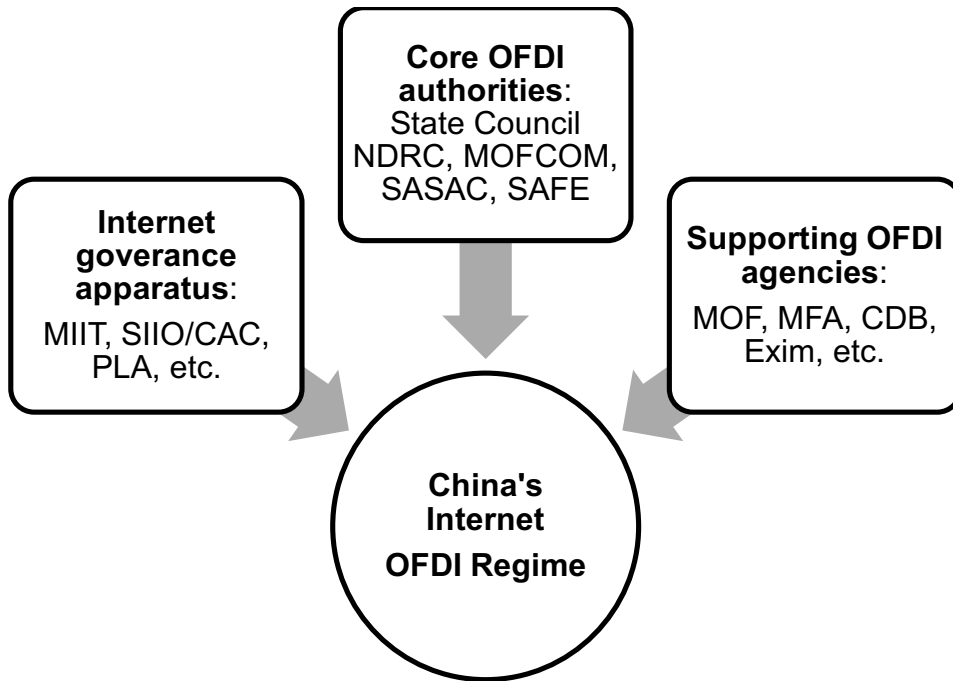 Core OFDI
authorities:
State Council
NDRC, MOFCOM,
SASAC, SAFE
Internet
goverance
apparatus:
MIIT, SIIO/CAC,
PLA, etc.
Supporting OFDI
agencies:
MOF, MFA, CDB,
Exim, etc.
China's
Internet
OFDI Regime